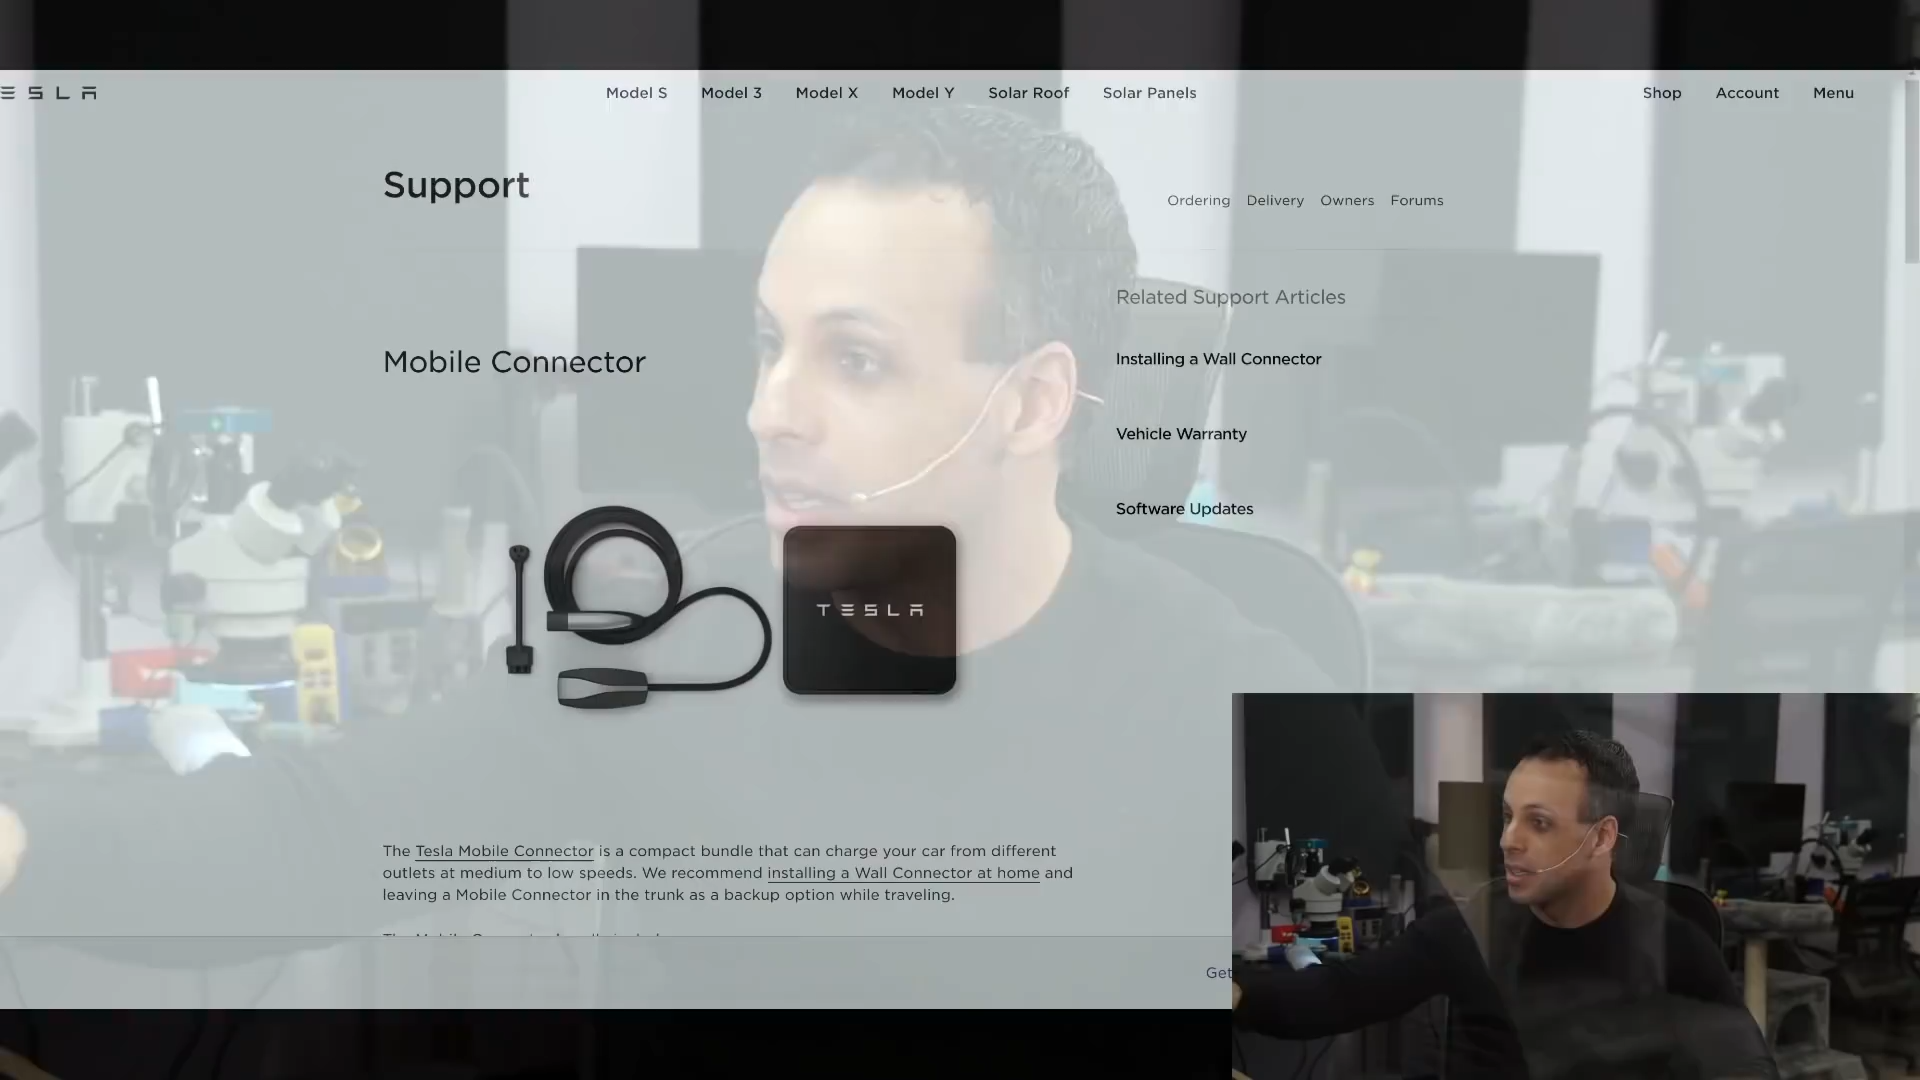 ESLA
Model S Model 3 Model X Model Y Solar Roof Solar Panels
Shop Account Menu
Support
Ordering Delivery Owners Forums
Related Support Articles
Mobile Connector
Installing a Wall Connector
Vehicle Warranty
Software Updates
TESLA
The Tesla Mobile Connector is a compact bundle that can charge your car from different
outlets at medium to low speeds. We recommend installing a Wall Connector at home and
leaving a Mobile Connector in the trunk as a backup option while traveling.
Get